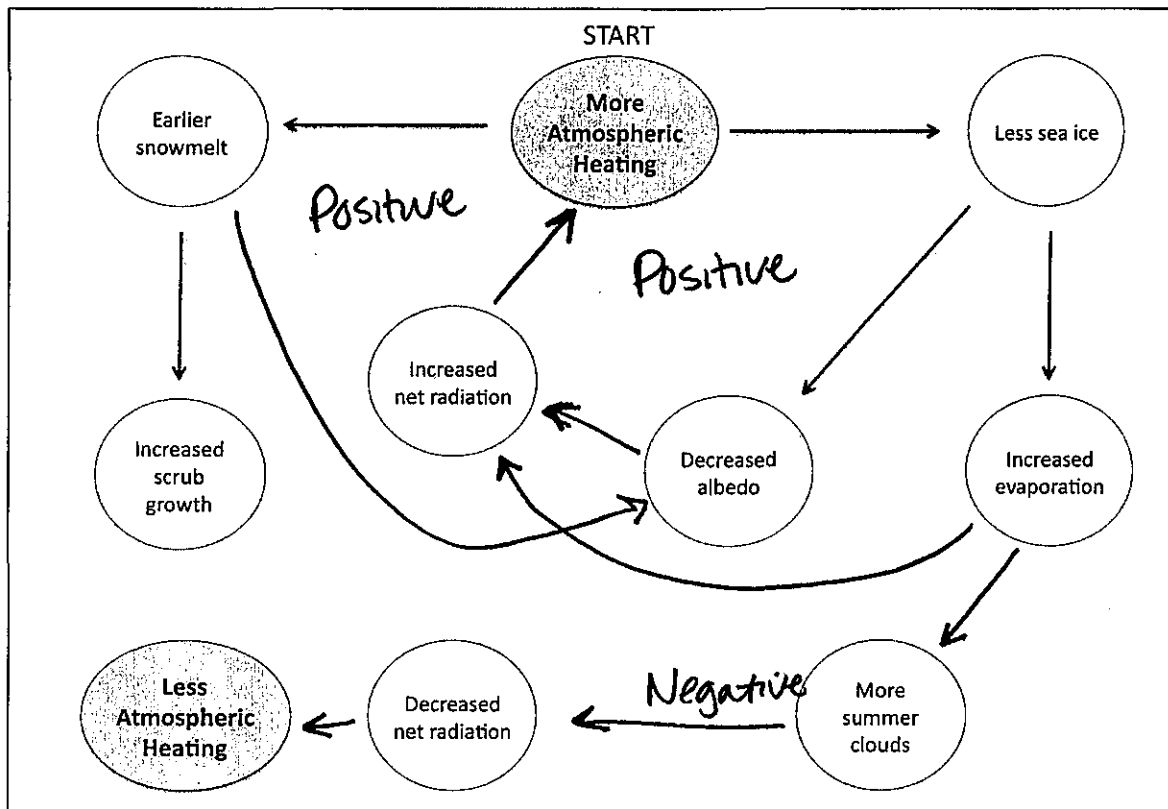 START
More
Atmospheric
Heating
Earlier
snowmelt
Less sea ice
Positive
Positive
Increased
net radiation
Increased
scrub
growth
Decreased
albedo
Increased
evaporation
Less
Atmospheric
Heating
Decreased
net radiation
Negative
More
summer
clouds